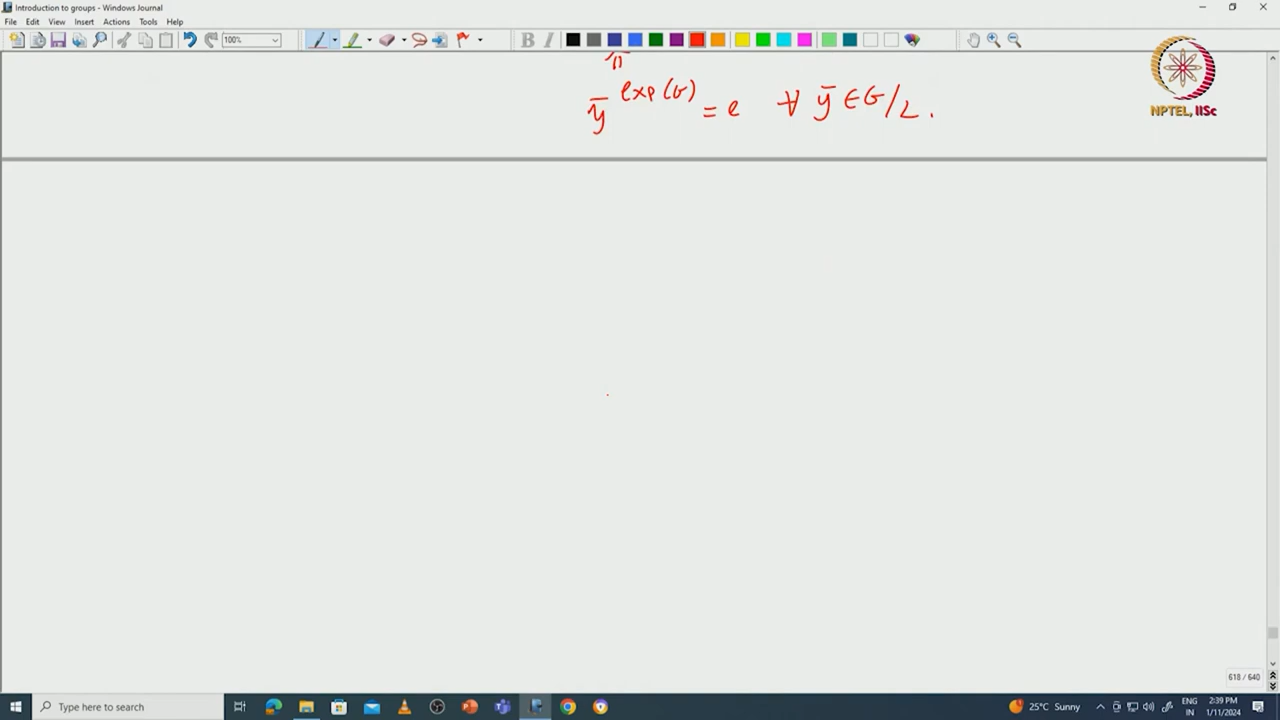 Introduction to groups - Windows Journal
File Edit View Insert Actions Tools Help
100%
B I
π
ȳ^exp(G) = e ∀ ȳ ∈ G/L.
NPTEL, IISc
618 / 640
Type here to search
25°C Sunny
ENG
IN
2:39 PM
1/11/2024